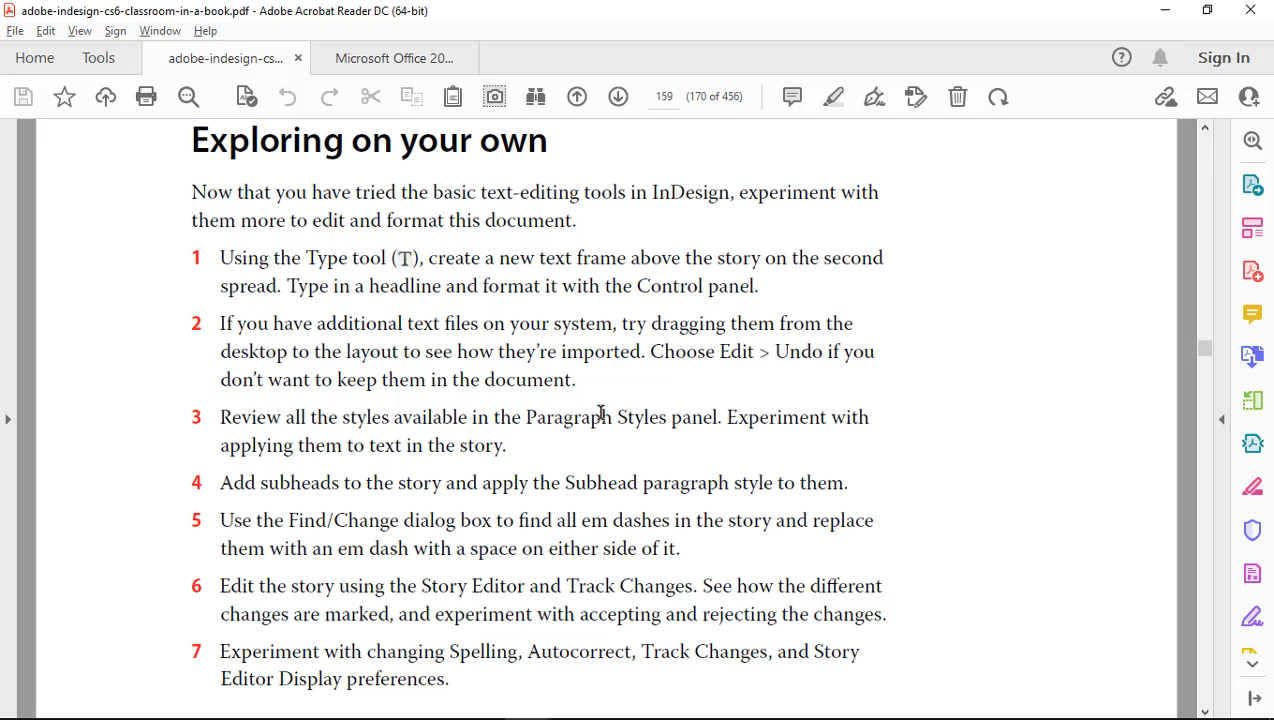 adobe-indesign-cs6-classroom-in-a-book.pdf - Adobe Acrobat Reader DC (64-bit)
File Edit View Sign Window Help
Home Tools adobe-indesign-cs... × Microsoft Office 20... Sign In
159 (170 of 456)
Exploring on your own
Now that you have tried the basic text-editing tools in InDesign, experiment with
them more to edit and format this document.
1 Using the Type tool (T), create a new text frame above the story on the second
spread. Type in a headline and format it with the Control panel.
2 If you have additional text files on your system, try dragging them from the
desktop to the layout to see how they’re imported. Choose Edit > Undo if you
don’t want to keep them in the document.
3 Review all the styles available in the Paragraph Styles panel. Experiment with
applying them to text in the story.
4 Add subheads to the story and apply the Subhead paragraph style to them.
5 Use the Find/Change dialog box to find all em dashes in the story and replace
them with an em dash with a space on either side of it.
6 Edit the story using the Story Editor and Track Changes. See how the different
changes are marked, and experiment with accepting and rejecting the changes.
7 Experiment with changing Spelling, Autocorrect, Track Changes, and Story
Editor Display preferences.